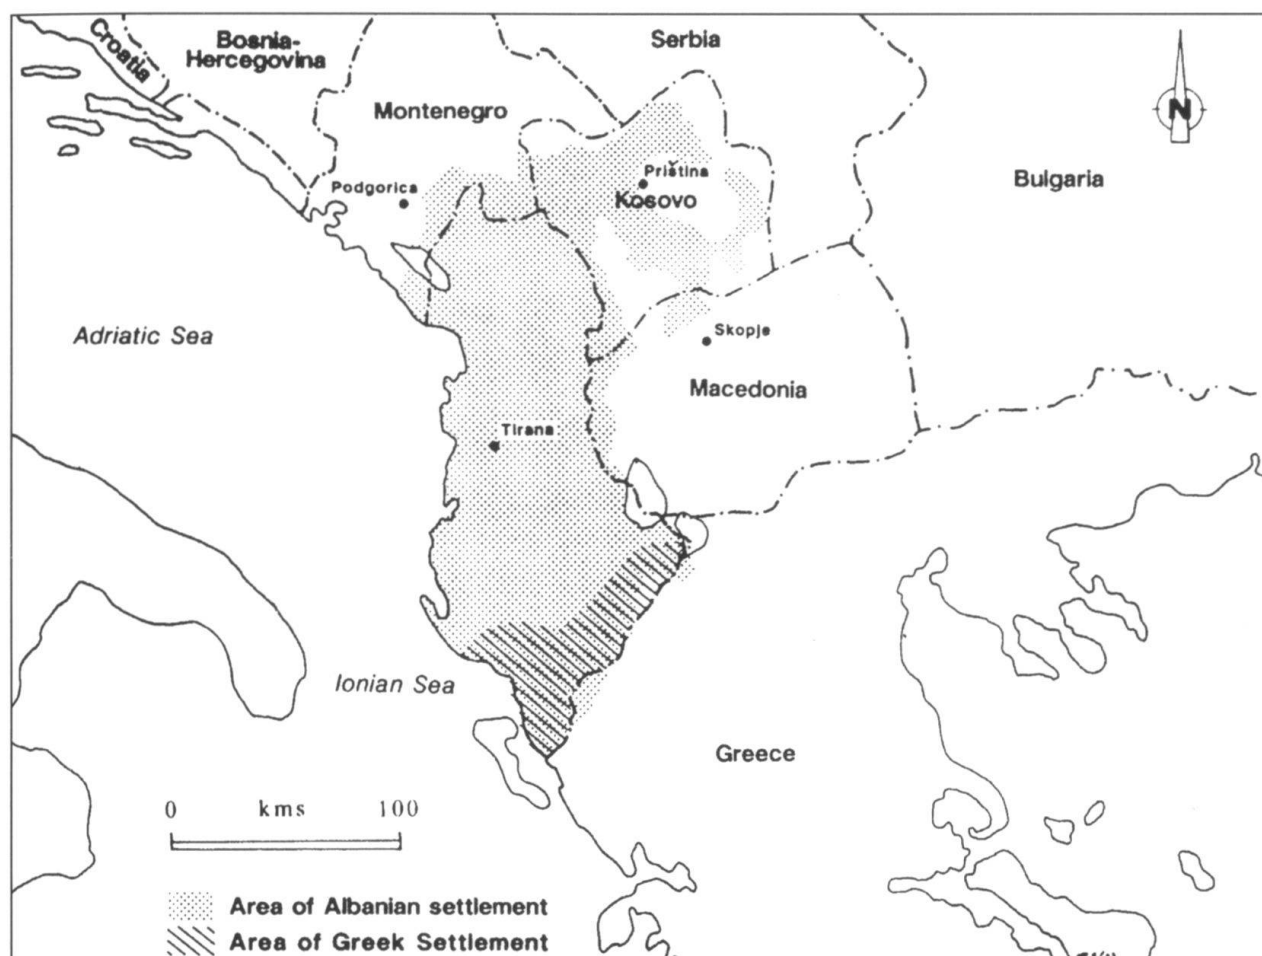 Croatia
Bosnia-
Hercegovina
Serbia
Montenegro
N
Priština
Podgorica
Kosovo
Bulgaria
Adriatic Sea
Skopje
Macedonia
Tirana
Ionian Sea
Greece
0 kms 100
Area of Albanian settlement
Area of Greek Settlement